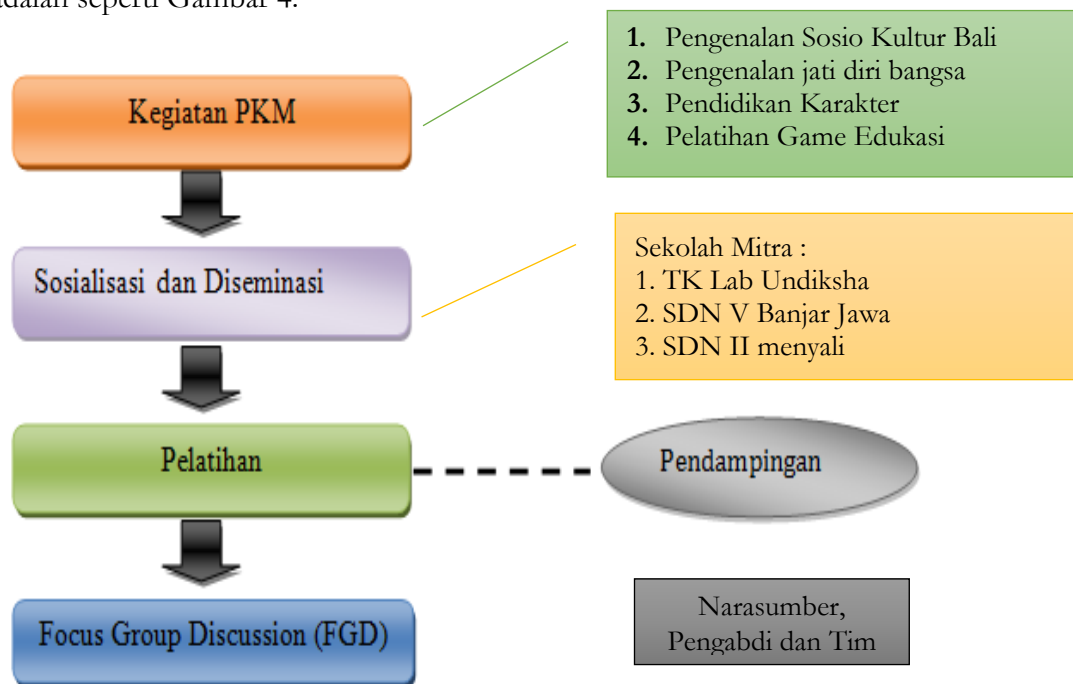 adalah seperti Gambar 4.
Kegiatan PKM
1. Pengenalan Sosio Kultur Bali
2. Pengenalan jati diri bangsa
3. Pendidikan Karakter
4. Pelatihan Game Edukasi
Sosialisasi dan Diseminasi
Sekolah Mitra :
1. TK Lab Undiksha
2. SDN V Banjar Jawa
3. SDN II menyali
Pelatihan
Pendampingan
Focus Group Discussion (FGD)
Narasumber,
Pengabdi dan Tim